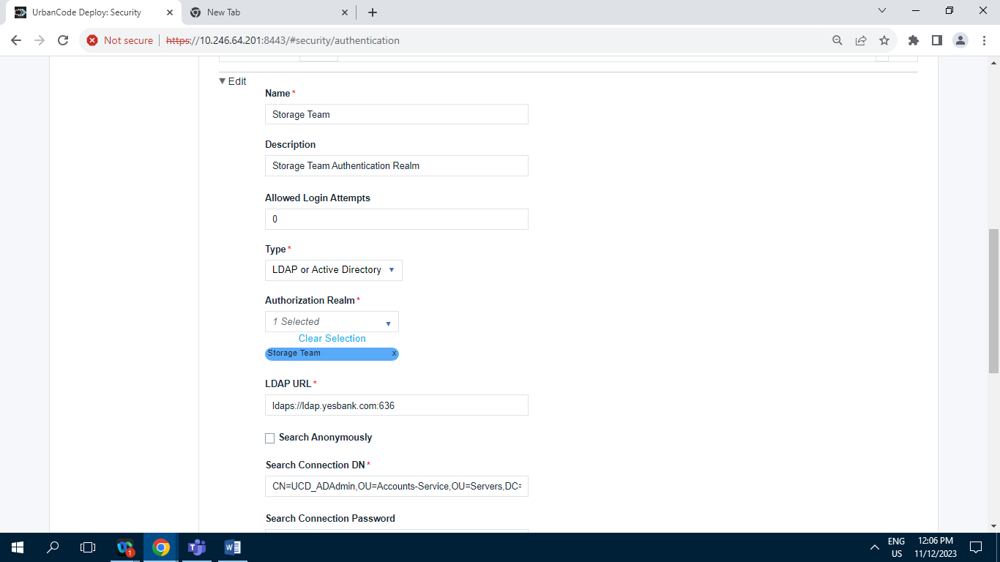 UrbanCode Deploy: Security
New Tab
Not secure
https://10.246.64.201:8443/#security/authentication
Edit
Name *
Storage Team
Description
Storage Team Authentication Realm
Allowed Login Attempts
0
Type *
LDAP or Active Directory
Authorization Realm *
1 Selected
Clear Selection
Storage Team x
LDAP URL *
ldaps://ldap.yesbank.com:636
Search Anonymously
Search Connection DN *
CN=UCD_ADAdmin,OU=Accounts-Service,OU=Servers,DC=
Search Connection Password
1
ENG
US
12:06 PM
11/12/2023